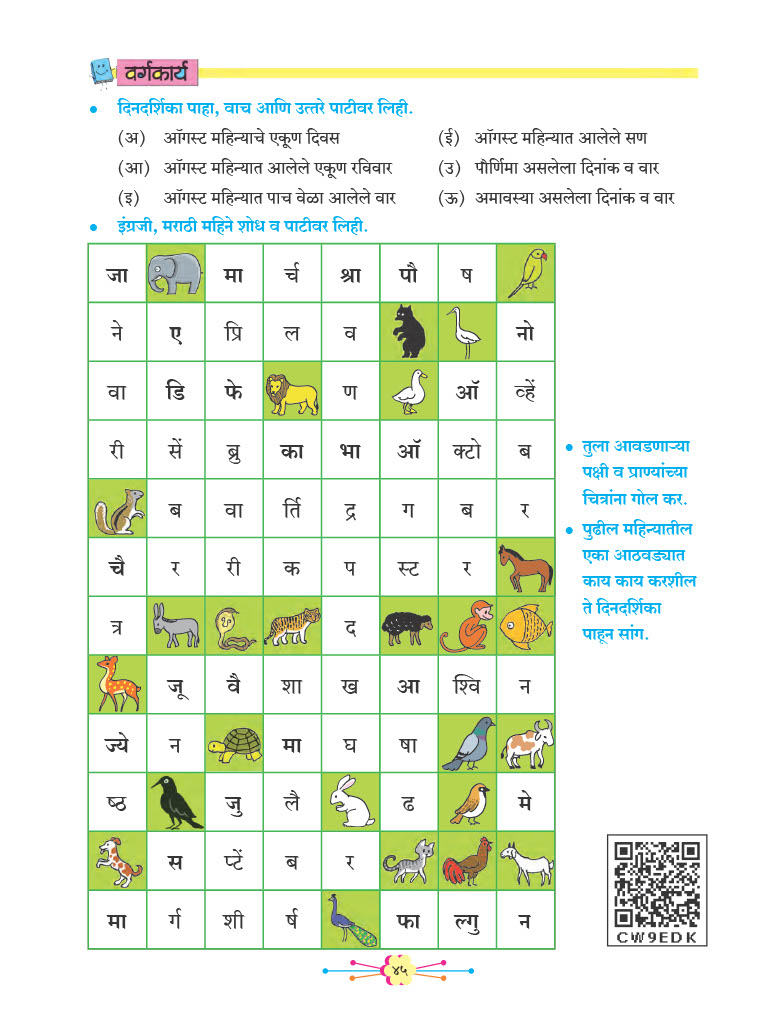 वर्गकार्य
• दिनदर्शिका पाहा, वाच आणि उत्तरे पाटीवर लिही.
(अ) ऑगस्ट महिन्याचे एकूण दिवस (ई) ऑगस्ट महिन्यात आलेले सण
(आ) ऑगस्ट महिन्यात आलेले एकूण रविवार (उ) पौर्णिमा असलेला दिनांक व वार
(इ) ऑगस्ट महिन्यात पाच वेळा आलेले वार (ऊ) अमावस्या असलेला दिनांक व वार
• इंग्रजी, मराठी महिने शोध व पाटीवर लिही.
जा मा र्च श्रा पौ ष
ने ए प्रि ल व नो
वा डि फे ण ऑ व्हें
री सें ब्रु का भा ऑ क्टो ब
ब वा र्ति द्र ग ब र
चै र री क प स्ट र
त्र द
जू वै शा ख आ श्वि न
ज्ये न मा घ षा
ष्ठ जु लै ढ मे
स प्टें ब र
मा र्ग शी र्ष फा ल्गु न
• तुला आवडणाऱ्या
पक्षी व प्राण्यांच्या
चित्रांना गोल कर.
• पुढील महिन्यातील
एका आठवड्यात
काय काय करशील
ते दिनदर्शिका
पाहून सांग.
CW9EDK
४५